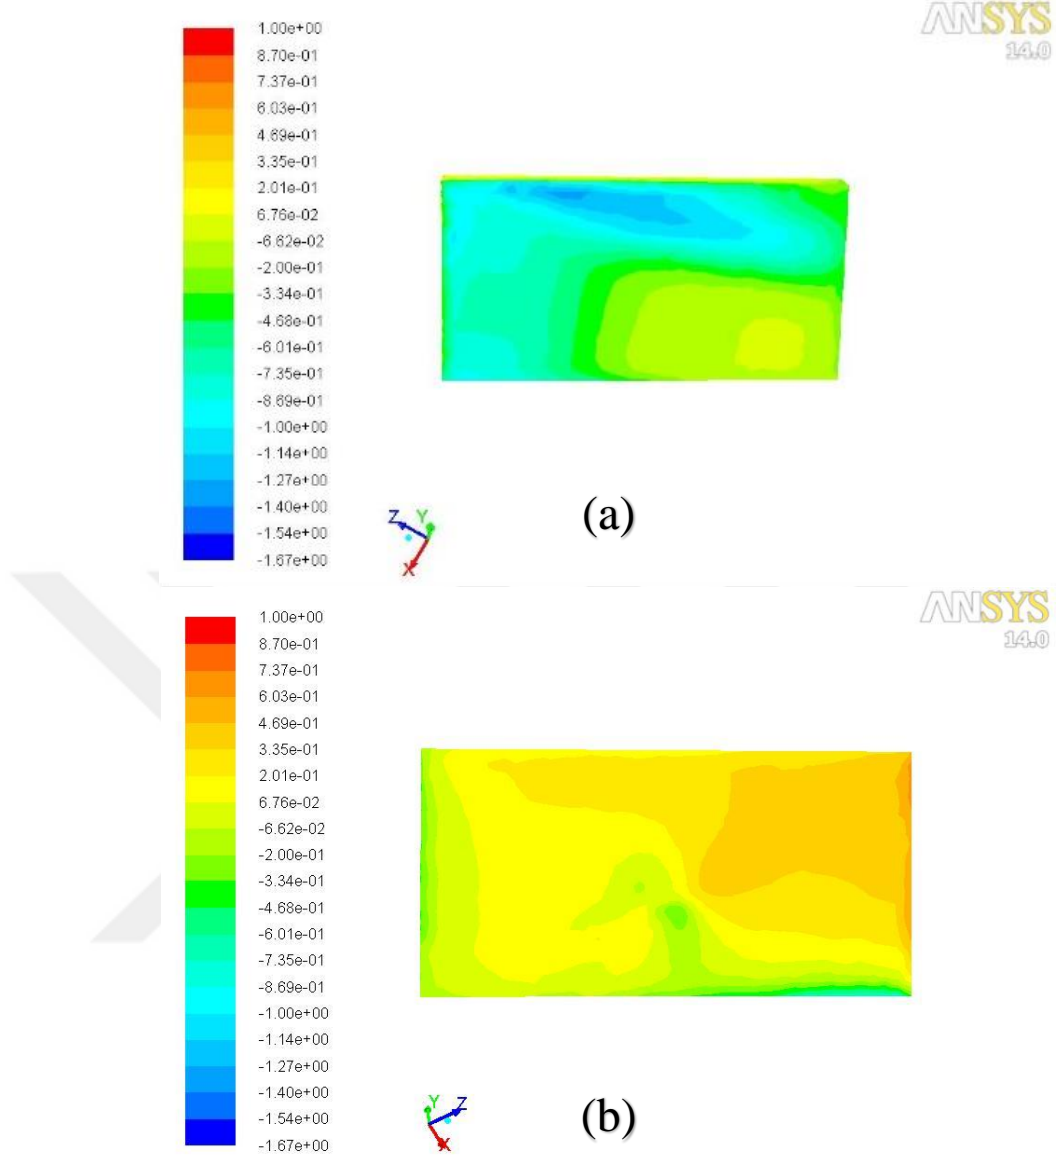 ANSYS
14.0
1.00e+00
8.70e-01
7.37e-01
6.03e-01
4.69e-01
3.35e-01
2.01e-01
6.76e-02
-6.62e-02
-2.00e-01
-3.34e-01
-4.68e-01
-6.01e-01
-7.35e-01
-8.69e-01
-1.00e+00
-1.14e+00
-1.27e+00
-1.40e+00
-1.54e+00
-1.67e+00
Z Y
X
(a)
ANSYS
14.0
1.00e+00
8.70e-01
7.37e-01
6.03e-01
4.69e-01
3.35e-01
2.01e-01
6.76e-02
-6.62e-02
-2.00e-01
-3.34e-01
-4.68e-01
-6.01e-01
-7.35e-01
-8.69e-01
-1.00e+00
-1.14e+00
-1.27e+00
-1.40e+00
-1.54e+00
-1.67e+00
Y Z
X
(b)